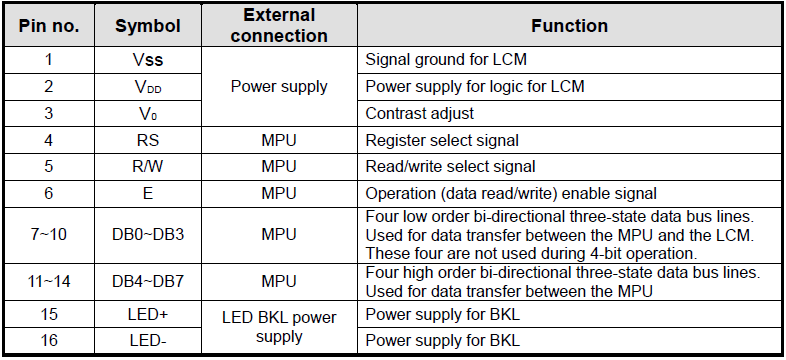 Pin no. Symbol External connection Function
1 Vss Power supply Signal ground for LCM
2 VDD Power supply for logic for LCM
3 V0 Contrast adjust
4 RS MPU Register select signal
5 R/W MPU Read/write select signal
6 E MPU Operation (data read/write) enable signal
7~10 DB0~DB3 MPU Four low order bi-directional three-state data bus lines.
Used for data transfer between the MPU and the LCM.
These four are not used during 4-bit operation.
11~14 DB4~DB7 MPU Four high order bi-directional three-state data bus lines.
Used for data transfer between the MPU
15 LED+ LED BKL power supply Power supply for BKL
16 LED- Power supply for BKL